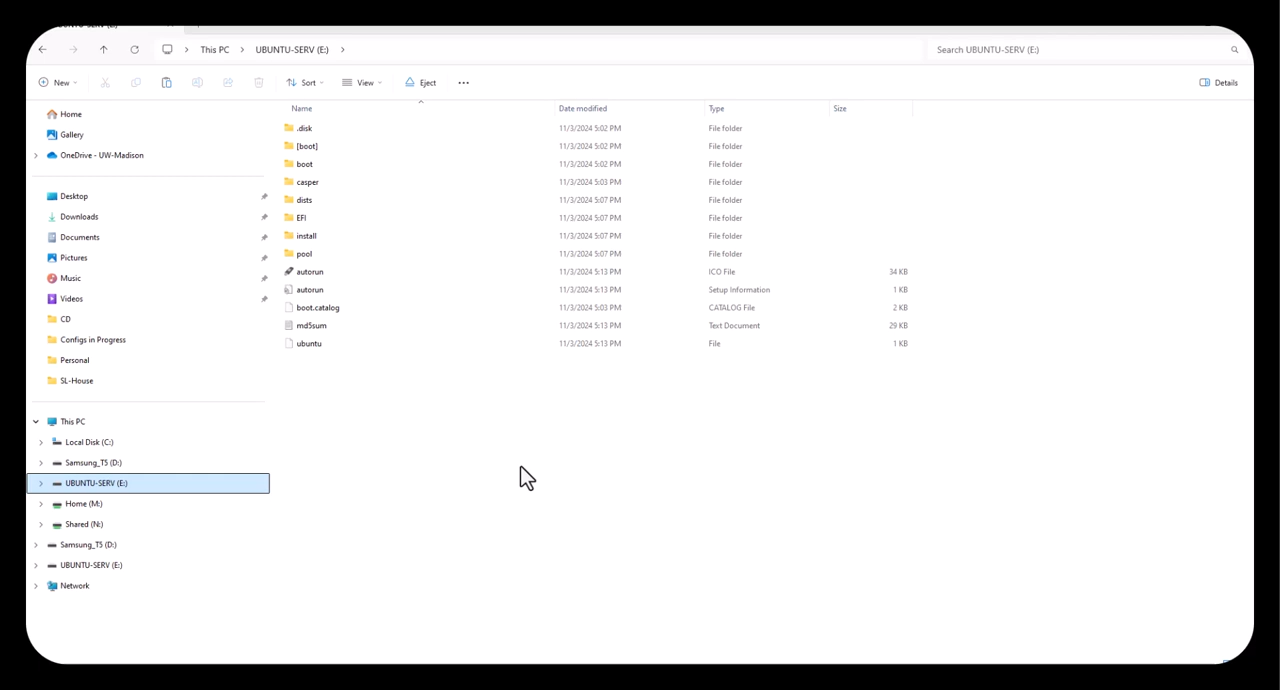 This PC UBUNTU-SERV (E:) Search UBUNTU-SERV (E:)
New Sort View Eject ... Details
Home
Gallery
OneDrive - UW-Madison
Desktop
Downloads
Documents
Pictures
Music
Videos
CD
Configs in Progress
Personal
SL-House
This PC
Local Disk (C:)
Samsung_T5 (D:)
UBUNTU-SERV (E:)
Home (M:)
Shared (N:)
Samsung_T5 (D:)
UBUNTU-SERV (E:)
Network
Name Date modified Type Size
.disk 11/3/2024 5:02 PM File folder
[boot] 11/3/2024 5:02 PM File folder
boot 11/3/2024 5:02 PM File folder
casper 11/3/2024 5:03 PM File folder
dists 11/3/2024 5:07 PM File folder
EFI 11/3/2024 5:07 PM File folder
install 11/3/2024 5:07 PM File folder
pool 11/3/2024 5:07 PM File folder
autorun 11/3/2024 5:13 PM ICO File 34 KB
autorun 11/3/2024 5:13 PM Setup Information 1 KB
boot.catalog 11/3/2024 5:03 PM CATALOG File 2 KB
md5sum 11/3/2024 5:13 PM Text Document 29 KB
ubuntu 11/3/2024 5:13 PM File 1 KB